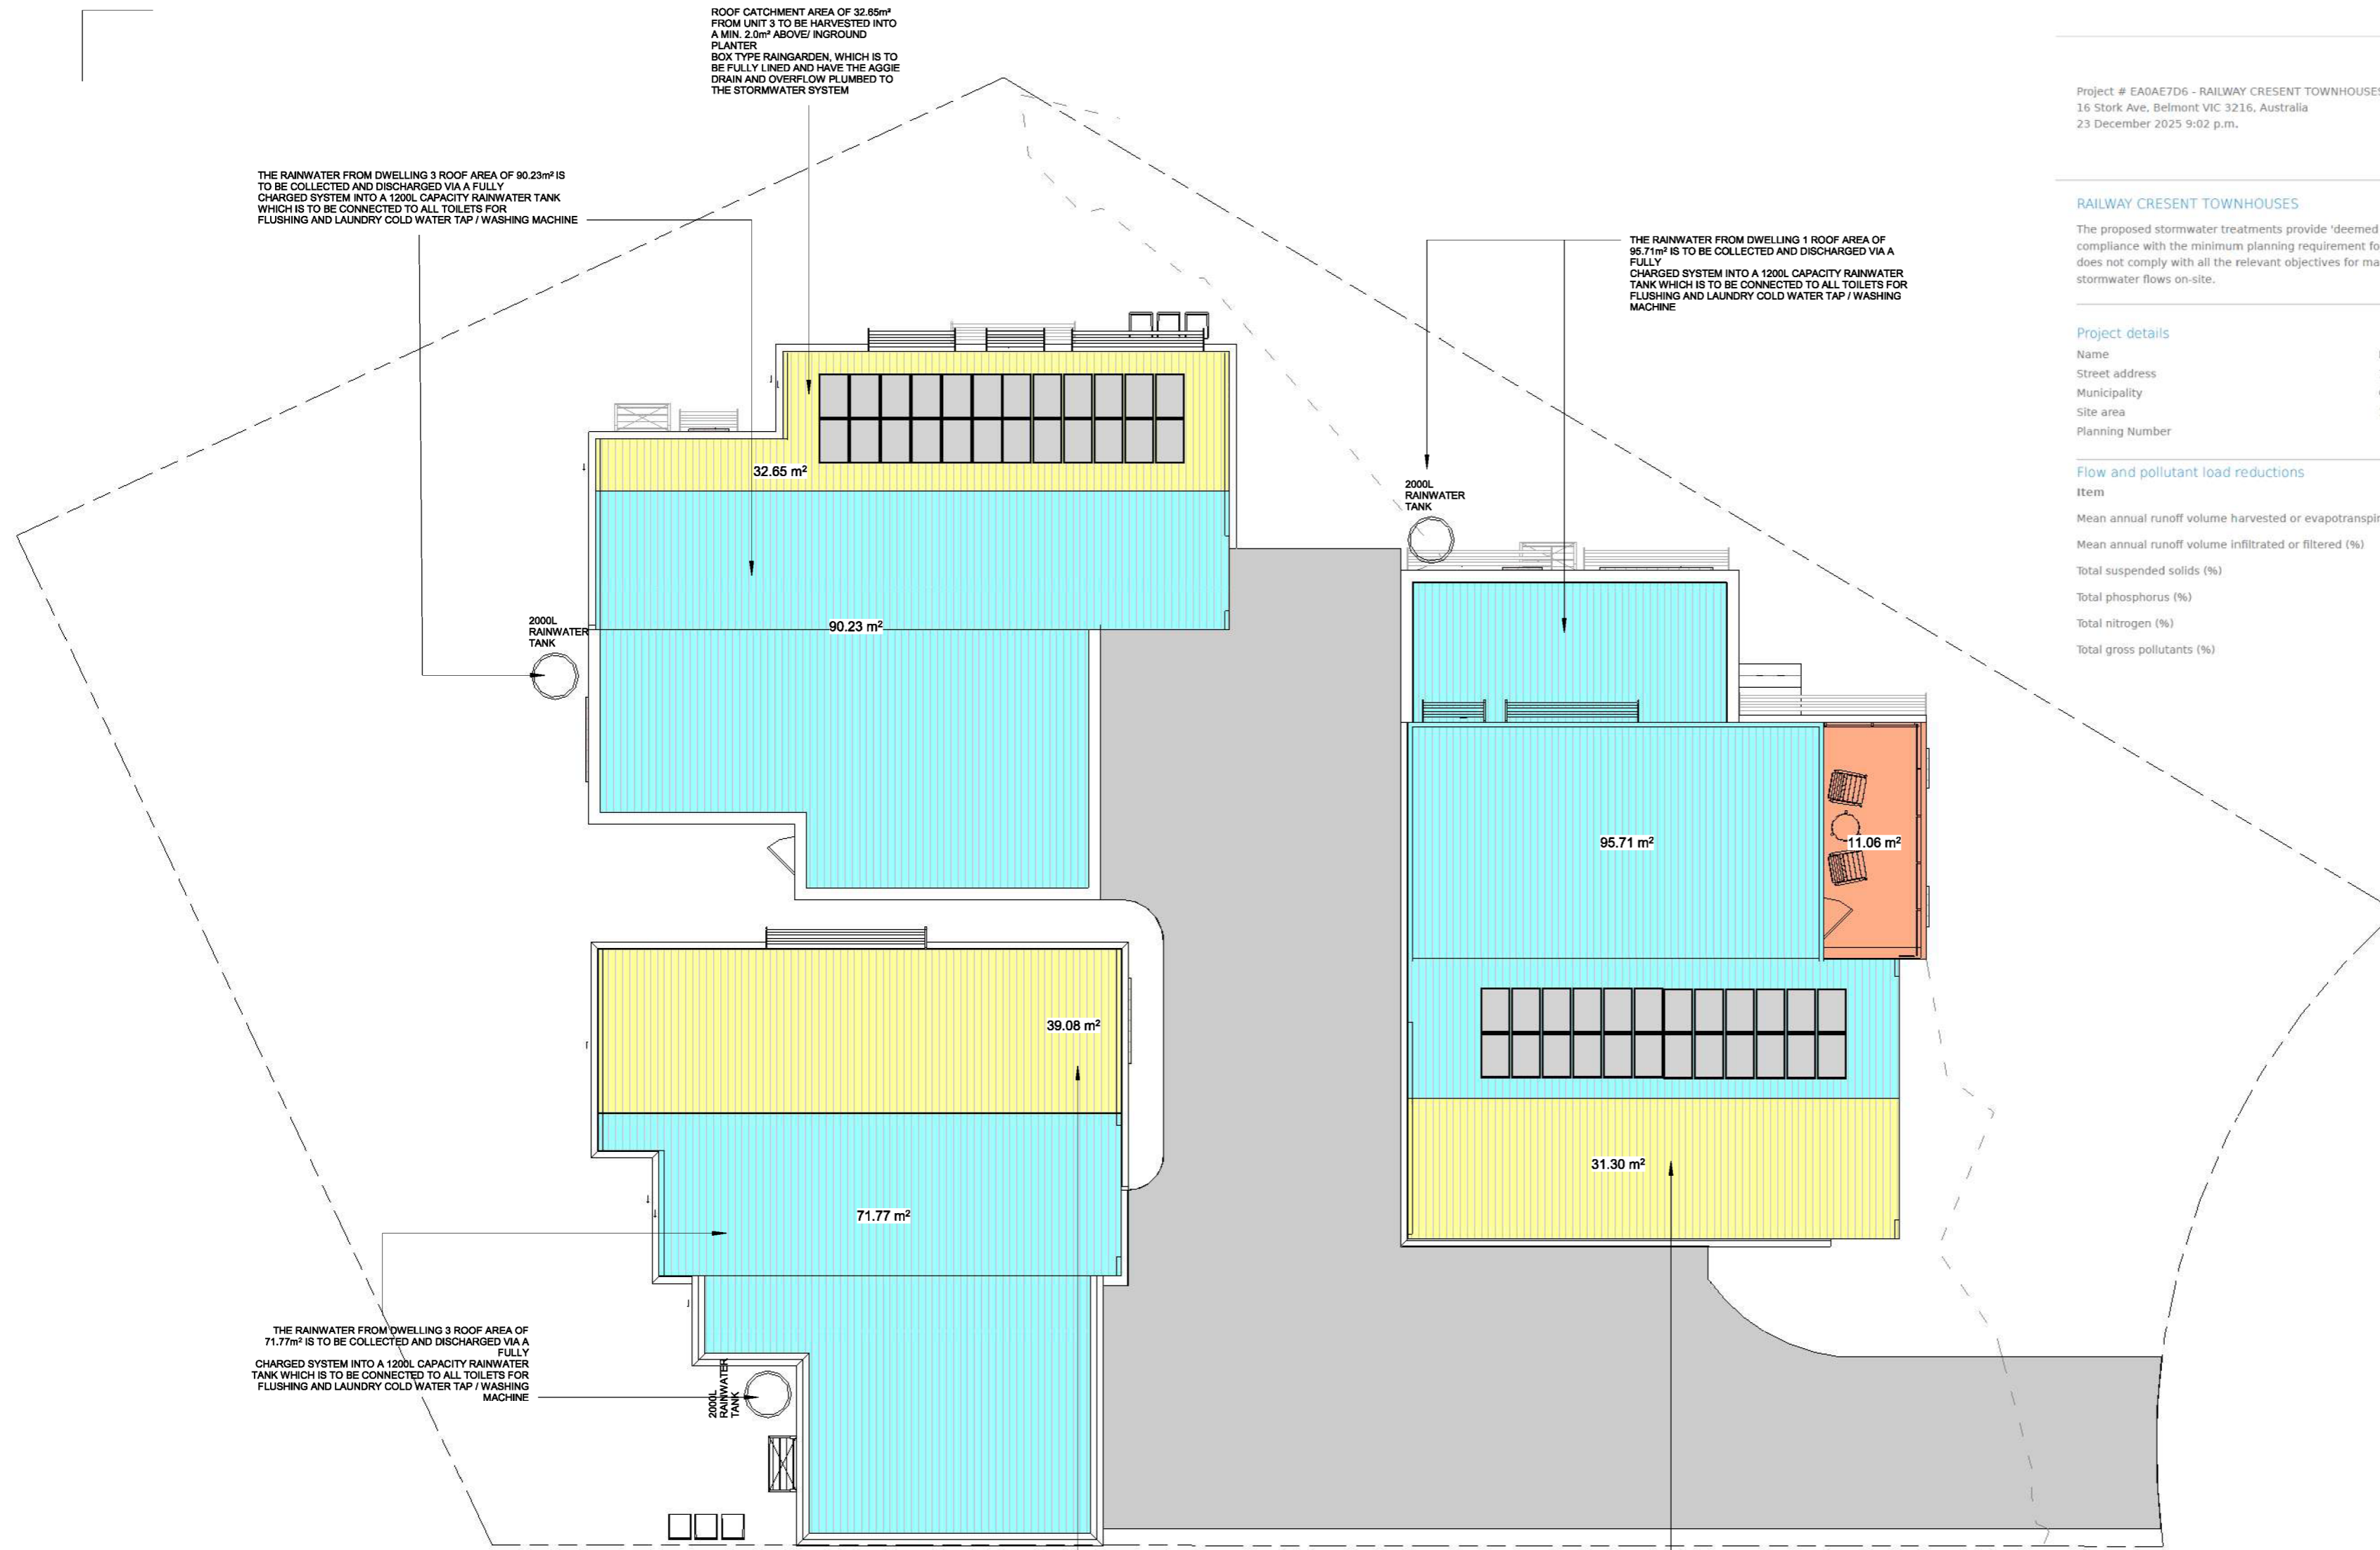 ROOF CATCHMENT AREA OF 32.65m²
FROM UNIT 3 TO BE HARVESTED INTO
A MIN. 2.0m² ABOVE/ INGROUND
PLANTER
BOX TYPE RAINGARDEN, WHICH IS TO
BE FULLY LINED AND HAVE THE AGGIE
DRAIN AND OVERFLOW PLUMBED TO
THE STORMWATER SYSTEM
THE RAINWATER FROM DWELLING 3 ROOF AREA OF 90.23m² IS
TO BE COLLECTED AND DISCHARGED VIA A FULLY
CHARGED SYSTEM INTO A 1200L CAPACITY RAINWATER TANK
WHICH IS TO BE CONNECTED TO ALL TOILETS FOR
FLUSHING AND LAUNDRY COLD WATER TAP / WASHING MACHINE
THE RAINWATER FROM DWELLING 1 ROOF AREA OF
95.71m² IS TO BE COLLECTED AND DISCHARGED VIA A
FULLY
CHARGED SYSTEM INTO A 1200L CAPACITY RAINWATER
TANK WHICH IS TO BE CONNECTED TO ALL TOILETS FOR
FLUSHING AND LAUNDRY COLD WATER TAP / WASHING
MACHINE
32.65 m²
2000L
RAINWATER
TANK
90.23 m²
2000L
RAINWATER
TANK
95.71 m²
11.06 m²
39.08 m²
31.30 m²
71.77 m²
THE RAINWATER FROM DWELLING 3 ROOF AREA OF
71.77m² IS TO BE COLLECTED AND DISCHARGED VIA A
FULLY
CHARGED SYSTEM INTO A 1200L CAPACITY RAINWATER
TANK WHICH IS TO BE CONNECTED TO ALL TOILETS FOR
FLUSHING AND LAUNDRY COLD WATER TAP / WASHING
MACHINE
2000L
RAINWATER
TANK
Project # EA0AE7D6 - RAILWAY CRESENT TOWNHOUSES
16 Stork Ave, Belmont VIC 3216, Australia
23 December 2025 9:02 p.m.
RAILWAY CRESENT TOWNHOUSES
The proposed stormwater treatments provide 'deemed
compliance with the minimum planning requirement
does not comply with all the relevant objectives for
stormwater flows on-site.
Project details
Name
Street address
Municipality
Site area
Planning Number
Flow and pollutant load reductions
Item
Mean annual runoff volume harvested or
Mean annual runoff volume infiltrated or filtered (%)
Total suspended solids (%)
Total phosphorus (%)
Total nitrogen (%)
Total gross pollutants (%)